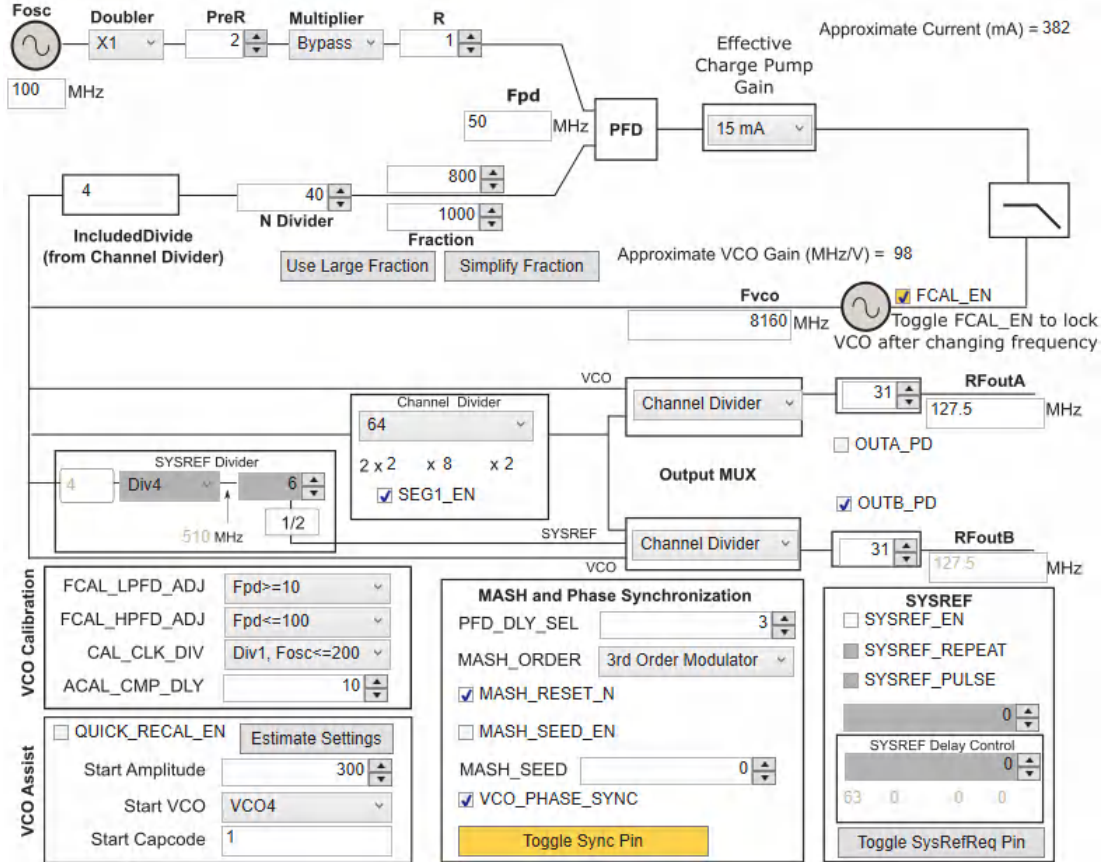 Fosc
Doubler
PreR
Multiplier
R
Approximate Current (mA) = 382
X1
2
Bypass
1
Effective
Charge Pump
Gain
100 MHz
Fpd
50 MHz
PFD
15 mA
4
40
800
1000
N Divider
IncludedDivide
(from Channel Divider)
Fraction
Use Large Fraction
Simplify Fraction
Approximate VCO Gain (MHz/V) = 98
Fvco
FCAL_EN
8160 MHz
Toggle FCAL_EN to lock
VCO after changing frequency
VCO
Channel Divider
64
2 x 2 x 8 x 2
SEG1_EN
Channel Divider
31
RFoutA
127.5 MHz
OUTA_PD
SYSREF Divider
4
Div4
6
1/2
510 MHz
Output MUX
OUTB_PD
SYSREF
Channel Divider
VCO
31
RFoutB
127.5 MHz
VCO Calibration
FCAL_LPFD_ADJ Fpd>=10
FCAL_HPFD_ADJ Fpd<=100
CAL_CLK_DIV Div1, Fosc<=200
ACAL_CMP_DLY 10
VCO Assist
QUICK_RECAL_EN Estimate Settings
Start Amplitude 300
Start VCO VCO4
Start Capcode 1
MASH and Phase Synchronization
PFD_DLY_SEL 3
MASH_ORDER 3rd Order Modulator
MASH_RESET_N
MASH_SEED_EN
MASH_SEED 0
VCO_PHASE_SYNC
Toggle Sync Pin
SYSREF
SYSREF_EN
SYSREF_REPEAT
SYSREF_PULSE
0
SYSREF Delay Control
0
63 0 0 0
Toggle SysRefReq Pin